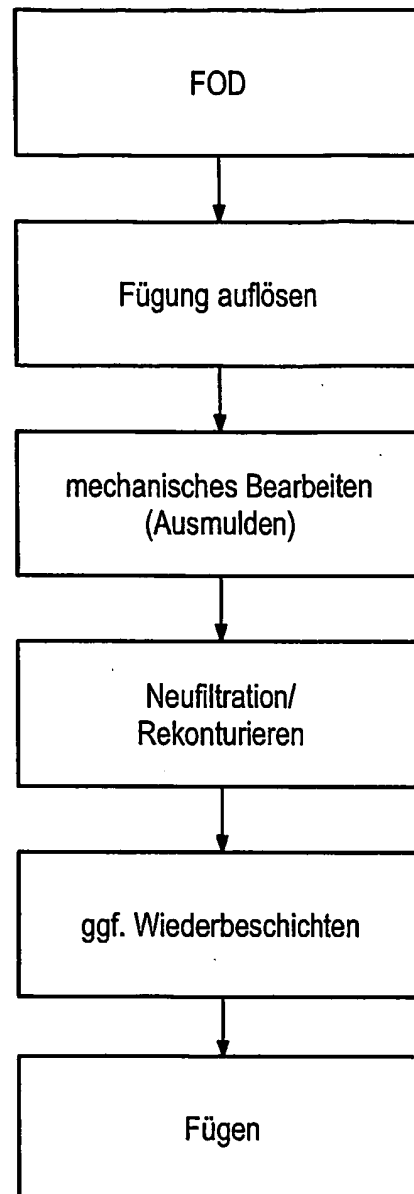 FOD
Fügung auflösen
mechanisches Bearbeiten
(Ausmulden)
Neufiltration/
Rekonturieren
ggf. Wiederbeschichten
Fügen